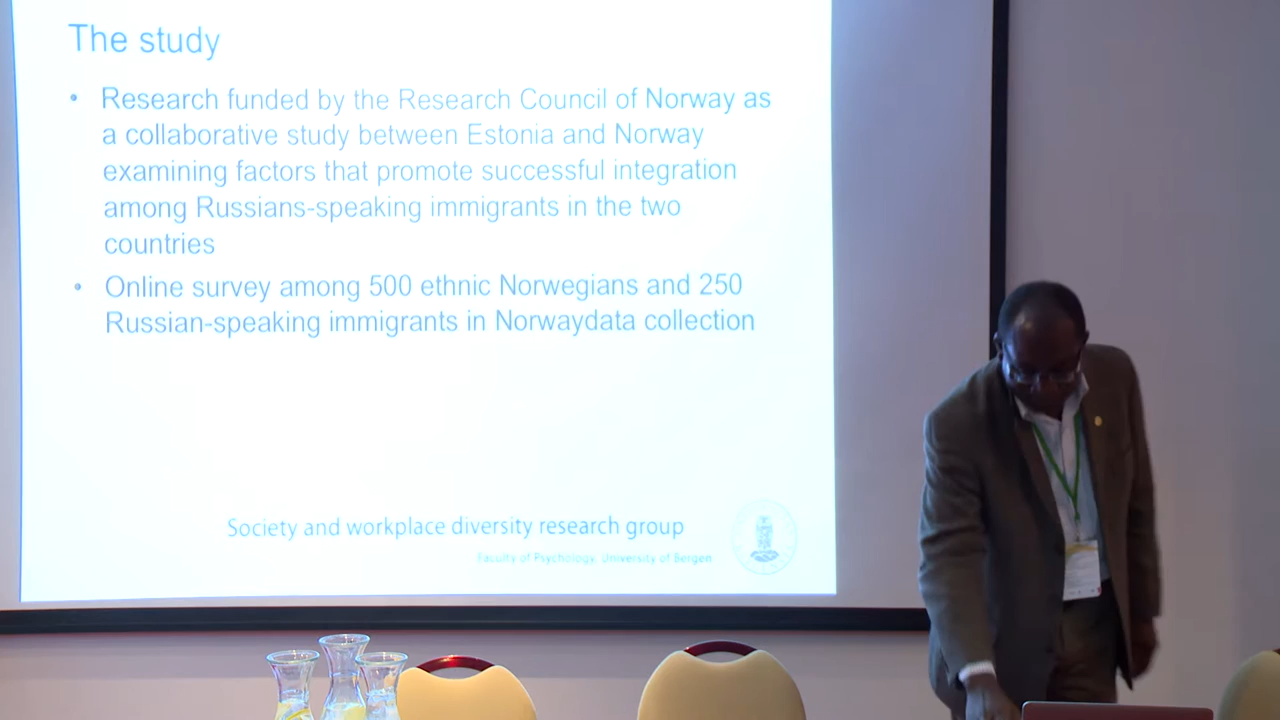 The study
• Research funded by the Research Council of Norway as
a collaborative study between Estonia and Norway
examining factors that promote successful integration
among Russians-speaking immigrants in the two
countries
• Online survey among 500 ethnic Norwegians and 250
Russian-speaking immigrants in Norwaydata collection
Society and workplace diversity research group
Faculty of Psychology, University of Bergen